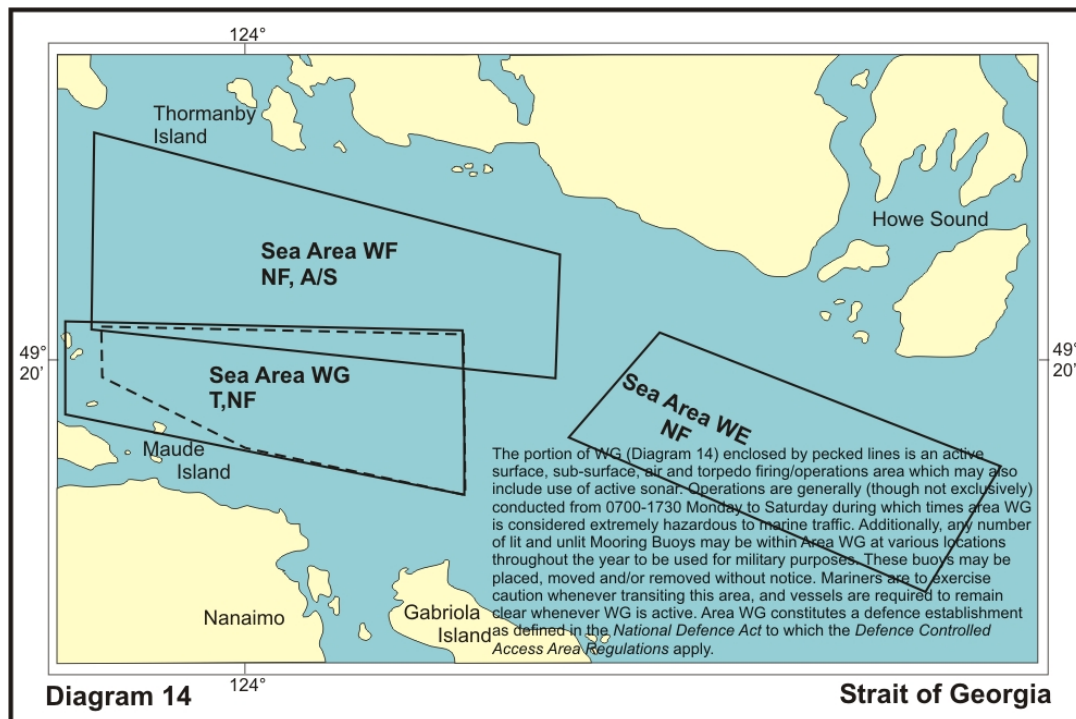 124°
Thormanby
Island
Howe Sound
Sea Area WF
NF, A/S
49°
20'
49°
20'
Sea Area WG
T,NF
Sea Area WE
NF
Maude
Island
The portion of WG (Diagram 14) enclosed by pecked lines is an active
surface, sub-surface, air and torpedo firing/operations area which may also
include use of active sonar. Operations are generally (though not exclusively)
conducted from 0700-1730 Monday to Saturday during which times area WG
is considered extremely hazardous to marine traffic. Additionally, any number
of lit and unlit Mooring Buoys may be within Area WG at various locations
throughout the year to be used for military purposes. These buoys may be
placed, moved and/or removed without notice. Mariners are to exercise
caution whenever transiting this area, and vessels are required to remain
clear whenever WG is active. Area WG constitutes a defence establishment
as defined in the National Defence Act to which the Defence Controlled
Access Area Regulations apply.
Nanaimo
Gabriola
Island
124°
Diagram 14
Strait of Georgia